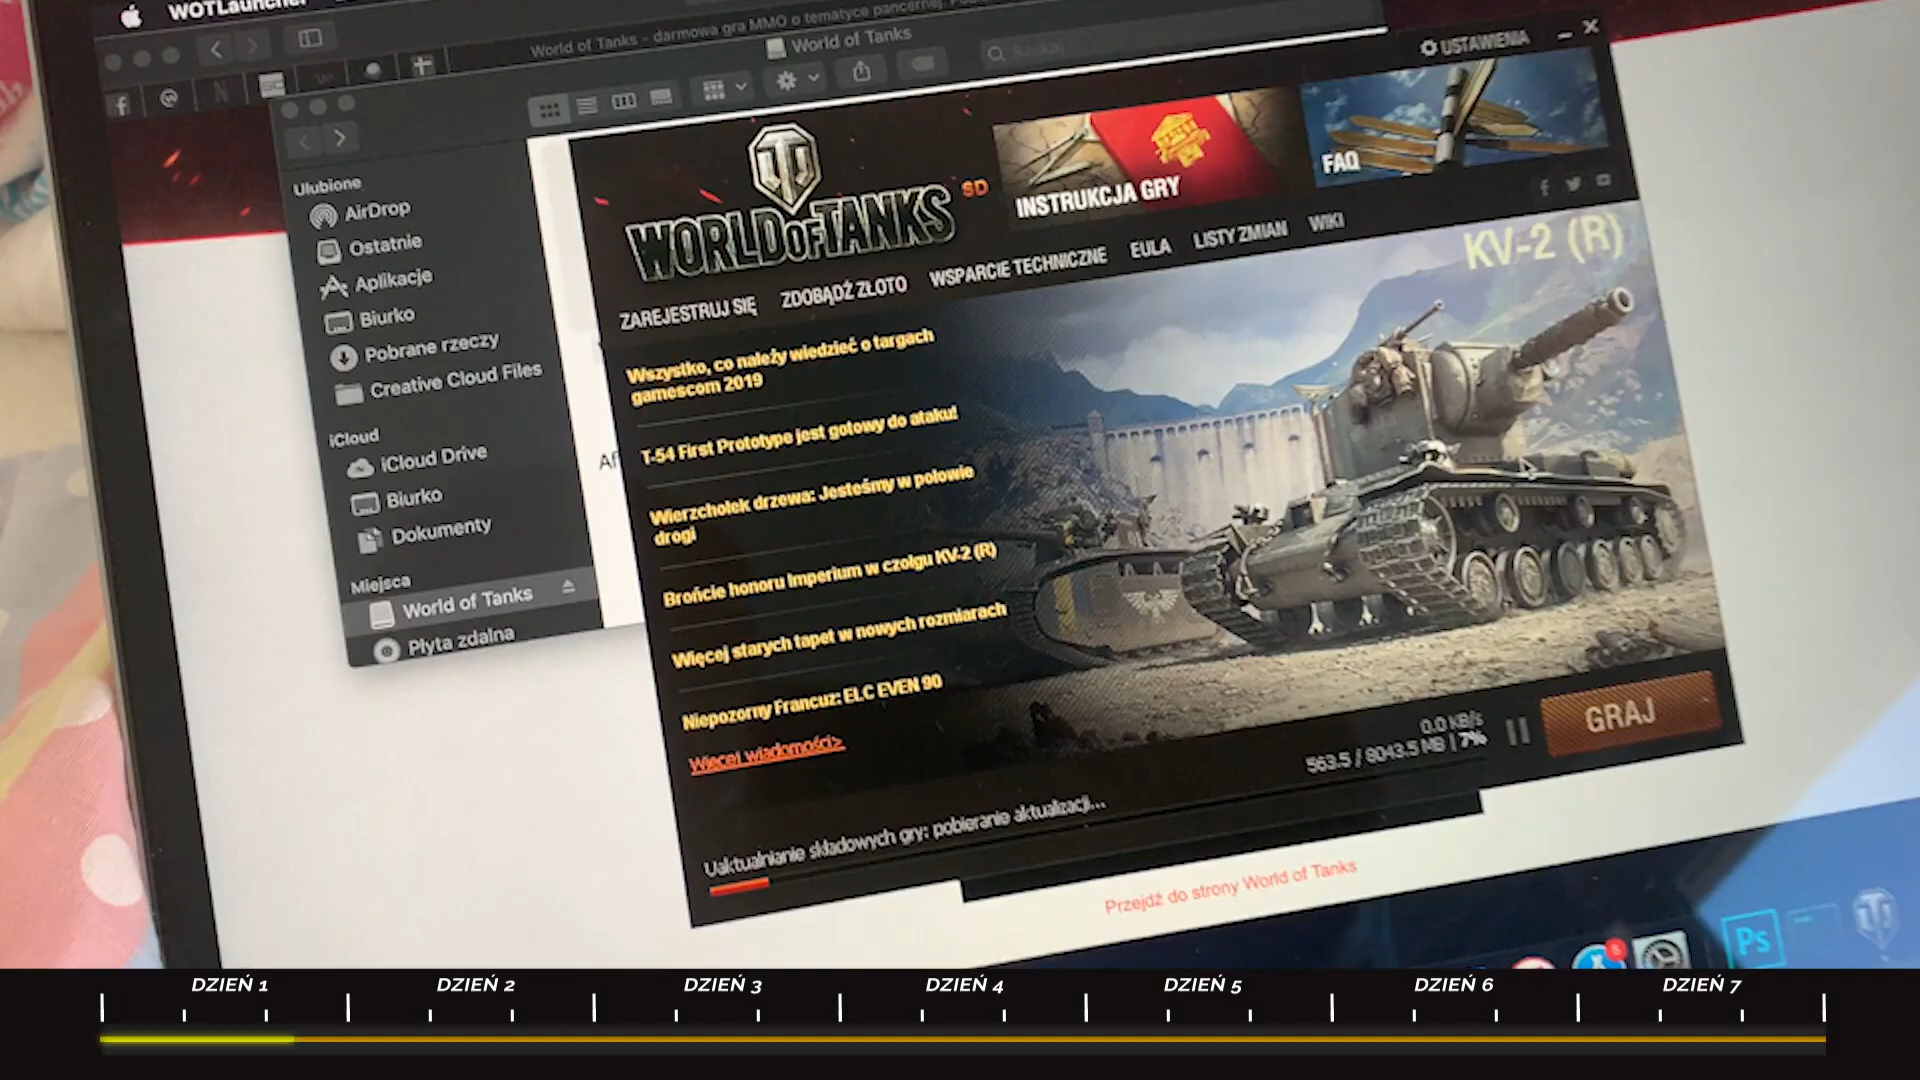 WOTLauncher
World of Tanks - darmowa gra MMO o tematyce pancernej.
World of Tanks
Szukaj
USTAWIENIA
Ulubione
AirDrop
Ostatnie
Aplikacje
Biurko
Pobrane rzeczy
Creative Cloud Files
iCloud
iCloud Drive
Biurko
Dokumenty
Miejsca
World of Tanks
Płyta zdalna
WORLD OF TANKS
SD
INSTRUKCJA GRY
FAQ
ZAREJESTRUJ SIĘ
ZDOBĄDŹ ZŁOTO
WSPARCIE TECHNICZNE
EULA
LISTY ZMIAN
WIKI
KV-2 (R)
Wszystko, co należy wiedzieć o targach
gamescom 2019
T-54 First Prototype jest gotowy do ataku!
Wierzchołek drzewa: Jesteśmy w połowie
drogi
Brońcie honoru Imperium w czołgu KV-2 (R)
Więcej starych tapet w nowych rozmiarach
Niepozorny Francuz: ELC EVEN 90
Więcej wiadomości>
0.0 KB/s
563.5 / 8043.5 MB | 7%
GRAJ
Uaktualnianie składowych gry: pobieranie aktualizacji...
Przejdź do strony World of Tanks
Ps
DZIEŃ 1
DZIEŃ 2
DZIEŃ 3
DZIEŃ 4
DZIEŃ 5
DZIEŃ 6
DZIEŃ 7